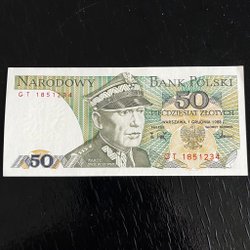 NARODOWY BANK POLSKI
GT 1851234
50
PIĘĆDZIESIĄT ZŁOTYCH
WARSZAWA 1 GRUDNIA 1988
50
GT 1851234